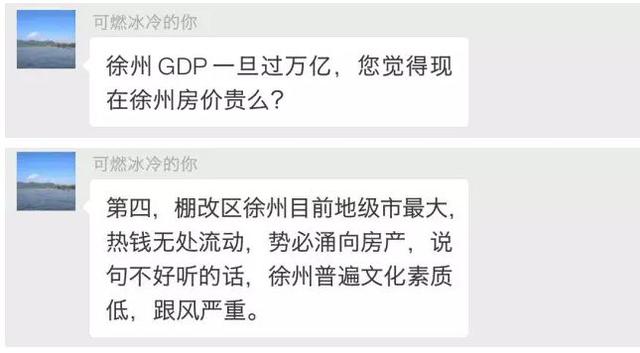 可燃冰冷的你
徐州 GDP 一旦过万亿，您觉得现
在徐州房价贵么？
可燃冰冷的你
第四，棚改区徐州目前地级市最大，
热钱无处流动，势必涌向房产，说
句不好听的话，徐州普遍文化素质
低，跟风严重。